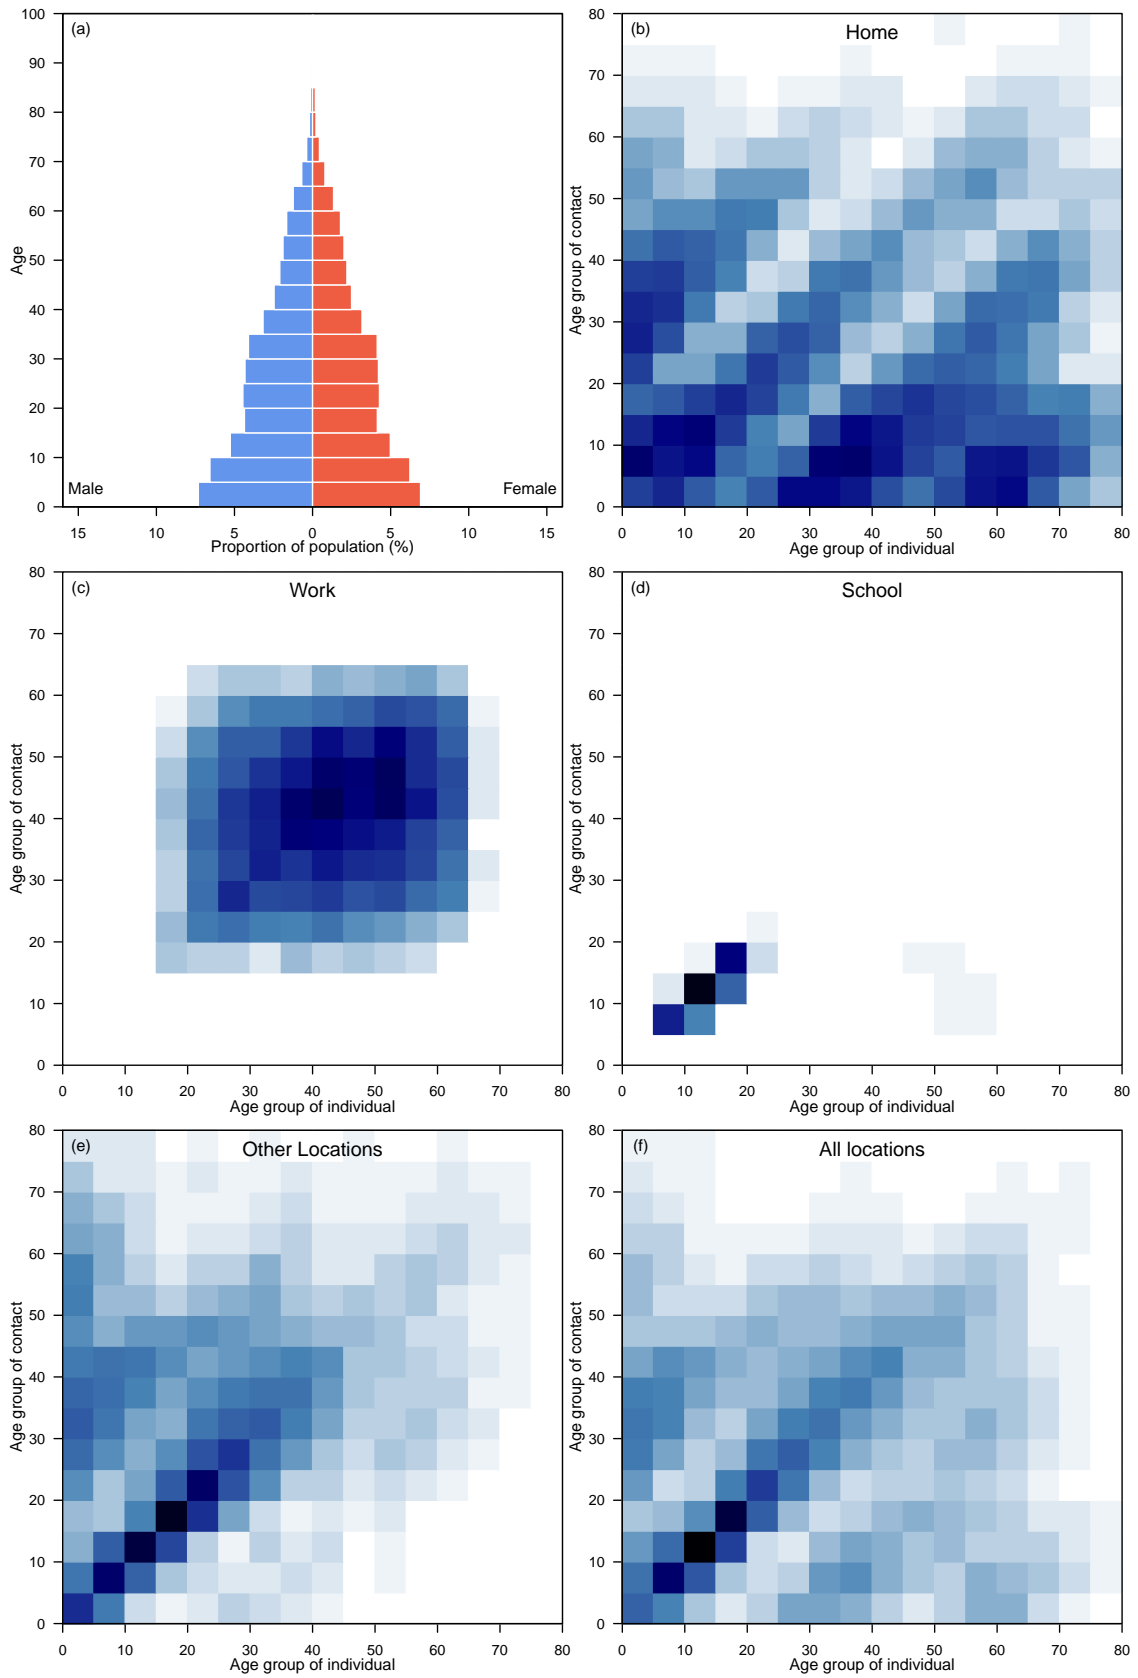 (a)
100
90
80
70
60
50
40
30
20
10
0
Age
Male
Female
15 10 5 0 5 10 15
Proportion of population (%)
(b)
Home
80
70
60
50
40
30
20
10
0
Age group of contact
0 10 20 30 40 50 60 70 80
Age group of individual
(c)
Work
80
70
60
50
40
30
20
10
0
Age group of contact
0 10 20 30 40 50 60 70 80
Age group of individual
(d)
School
80
70
60
50
40
30
20
10
0
Age group of contact
0 10 20 30 40 50 60 70 80
Age group of individual
(e)
Other Locations
80
70
60
50
40
30
20
10
0
Age group of contact
0 10 20 30 40 50 60 70 80
Age group of individual
(f)
All locations
80
70
60
50
40
30
20
10
0
Age group of contact
0 10 20 30 40 50 60 70 80
Age group of individual